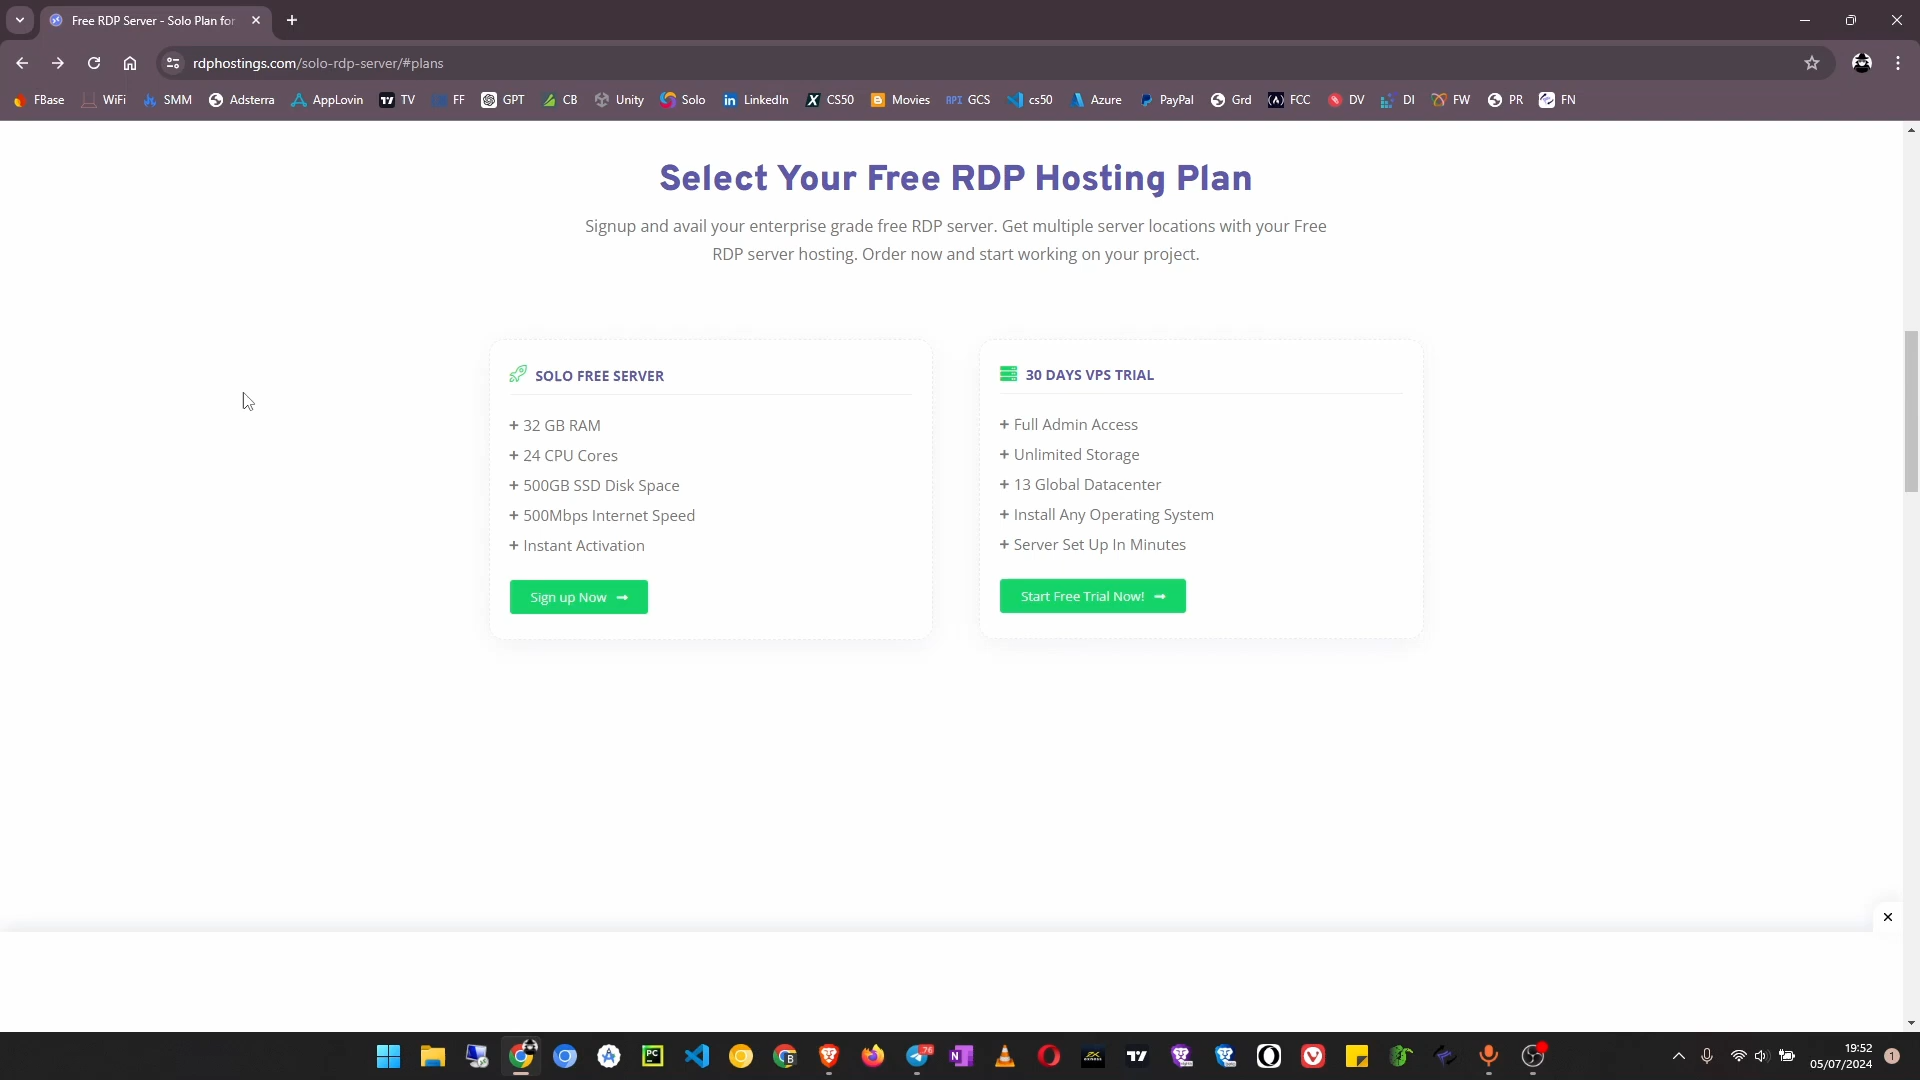 Free RDP Server - Solo Plan for
rdphostings.com/solo-rdp-server/#plans
FBase WiFi SMM Adsterra AppLovin TV FF GPT CB Unity Solo LinkedIn CS50 Movies API GCS cs50 Azure PayPal Grd FCC DV DI FW PR FN
Select Your Free RDP Hosting Plan
Signup and avail your enterprise grade free RDP server. Get multiple server locations with your Free
RDP server hosting. Order now and start working on your project.
SOLO FREE SERVER
+ 32 GB RAM
+ 24 CPU Cores
+ 500GB SSD Disk Space
+ 500Mbps Internet Speed
+ Instant Activation
Sign up Now
30 DAYS VPS TRIAL
+ Full Admin Access
+ Unlimited Storage
+ 13 Global Datacenter
+ Install Any Operating System
+ Server Set Up In Minutes
Start Free Trial Now!
19:52
05/07/2024